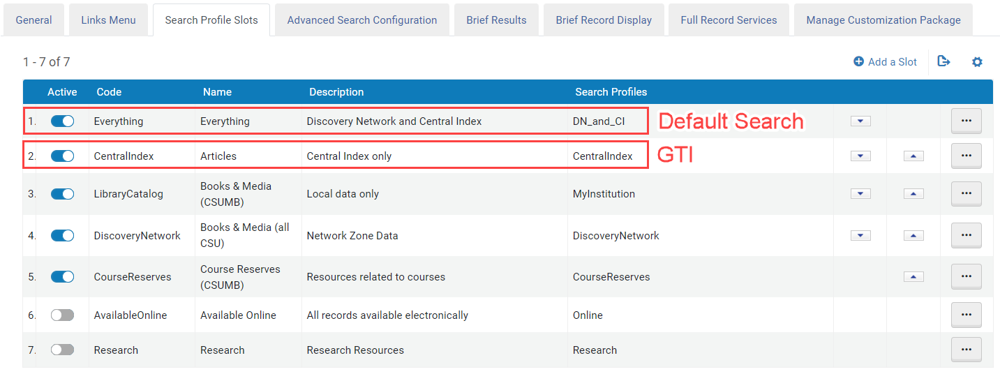 General Links Menu Search Profile Slots Advanced Search Configuration Brief Results Brief Record Display Full Record Services Manage Customization Package
1 - 7 of 7 Add a Slot
Active Code Name Description Search Profiles
1. Everything Everything Discovery Network and Central Index DN_and_CI Default Search
2. CentralIndex Articles Central Index only CentralIndex GTI
3. LibraryCatalog Books & Media (CSUMB) Local data only MyInstitution
4. DiscoveryNetwork Books & Media (all CSU) Network Zone Data DiscoveryNetwork
5. CourseReserves Course Reserves (CSUMB) Resources related to courses CourseReserves
6. AvailableOnline Available Online All records available electronically Online
7. Research Research Research Resources Research